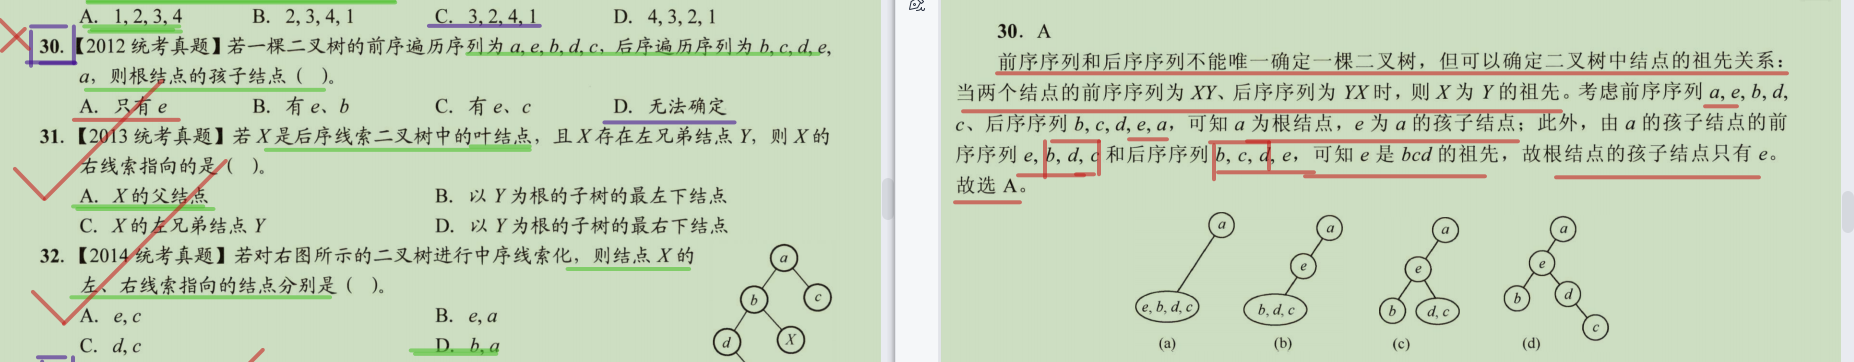 A. 1, 2, 3, 4 B. 2, 3, 4, 1 C. 3, 2, 4, 1 D. 4, 3, 2, 1
30.【2012 统考真题】若一棵二叉树的前序遍历序列为 a, e, b, d, c，后序遍历序列为 b, c, d, e,
a，则根结点的孩子结点（ ）。
A. 只有 e B. 有 e、b C. 有 e、c D. 无法确定
31.【2013 统考真题】若 X 是后序线索二叉树中的叶结点，且 X 存在左兄弟结点 Y，则 X 的
右线索指向的是（ ）。
A. X 的父结点 B. 以 Y 为根的子树的最左下结点
C. X 的左兄弟结点 Y D. 以 Y 为根的子树的最右下结点
32.【2014 统考真题】若对右图所示的二叉树进行中序线索化，则结点 X 的
左、右线索指向的结点分别是（ ）。
A. e, c B. e, a
C. d, c D. b, a
a
b c
d X
30. A
前序序列和后序序列不能唯一确定一棵二叉树，但可以确定二叉树中结点的祖先关系：
当两个结点的前序序列为 XY、后序序列为 YX 时，则 X 为 Y 的祖先。考虑前序序列 a, e, b, d,
c、后序序列 b, c, d, e, a，可知 a 为根结点，e 为 a 的孩子结点；此外，由 a 的孩子结点的前
序序列 e, b, d, c 和后序序列 b, c, d, e，可知 e 是 bcd 的祖先，故根结点的孩子结点只有 e。
故选 A。
a a a a
e e e
e, b, d, c b, d, c b d, c b d
c
(a) (b) (c) (d)